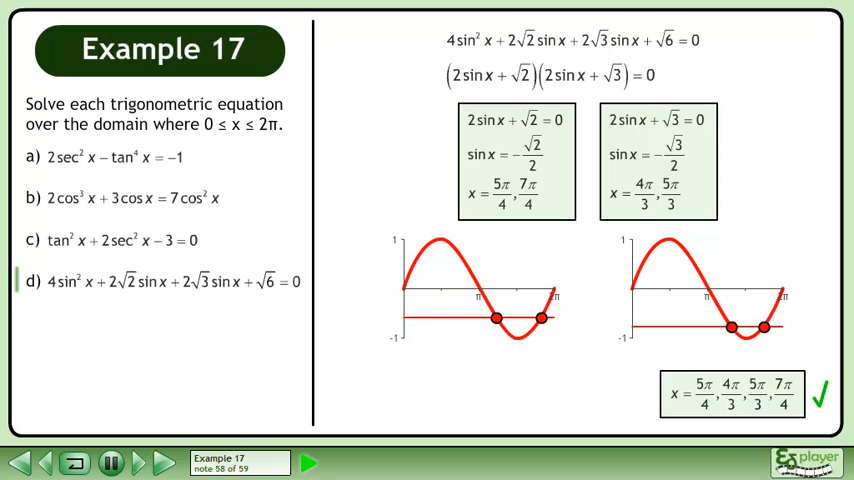 Example 17
Solve each trigonometric equation
over the domain where 0 ≤ x ≤ 2π.
a) 2sec² x − tan⁴ x = −1
b) 2cos³ x + 3cos x = 7cos² x
c) tan² x + 2sec² x − 3 = 0
d) 4sin² x + 2√2 sin x + 2√3 sin x + √6 = 0
4sin² x + 2√2 sin x + 2√3 sin x + √6 = 0
(2sin x + √2)(2sin x + √3) = 0
2sin x + √2 = 0
sin x = −√2/2
x = 5π/4, 7π/4
2sin x + √3 = 0
sin x = −√3/2
x = 4π/3, 5π/3
1
π
2π
-1
1
π
2π
-1
x = 5π/4, 4π/3, 5π/3, 7π/4
Example 17
note 58 of 59
player